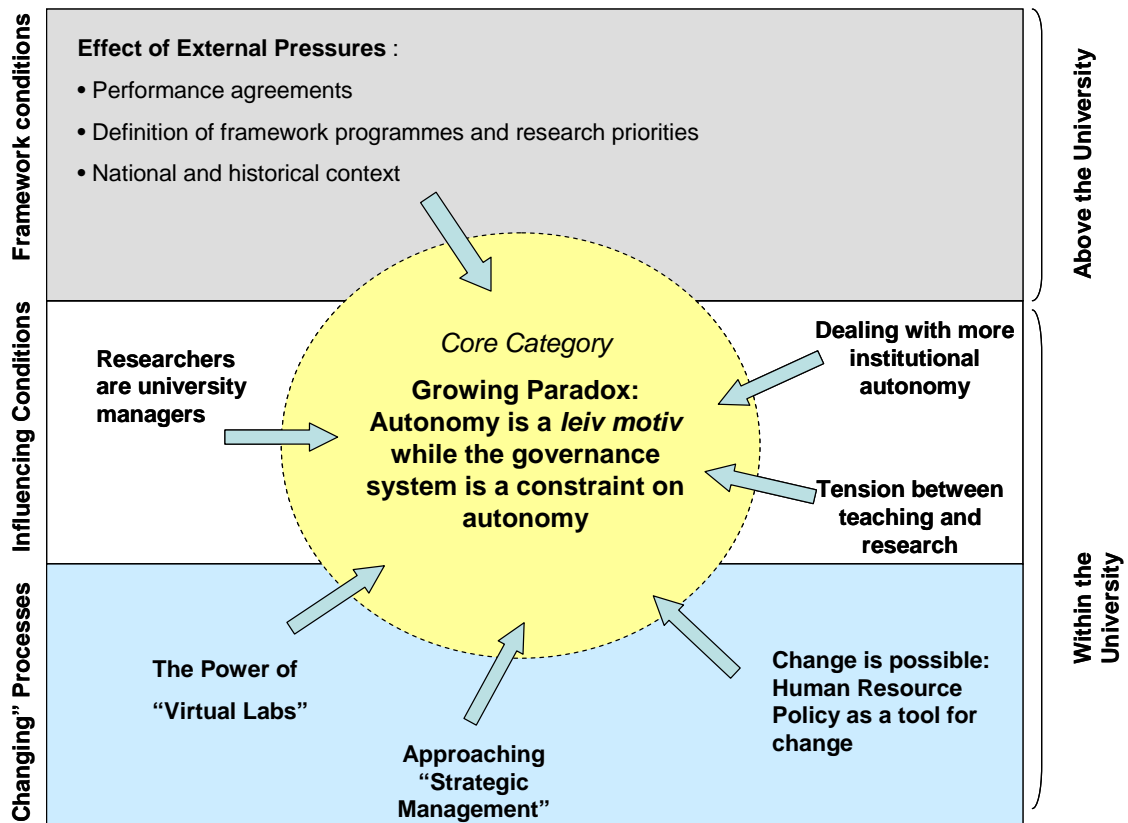 Framework conditions
Effect of External Pressures :
• Performance agreements
• Definition of framework programmes and research priorities
• National and historical context
Above the University
Influencing Conditions
Researchers
are university
managers
Core Category
Growing Paradox:
Autonomy is a leiv motiv
while the governance
system is a constraint on
autonomy
Dealing with more
institutional
autonomy
Tension between
teaching and
research
Within the
University
Changing” Processes
The Power of
“Virtual Labs”
Approaching
“Strategic
Management”
Change is possible:
Human Resource
Policy as a tool for
change